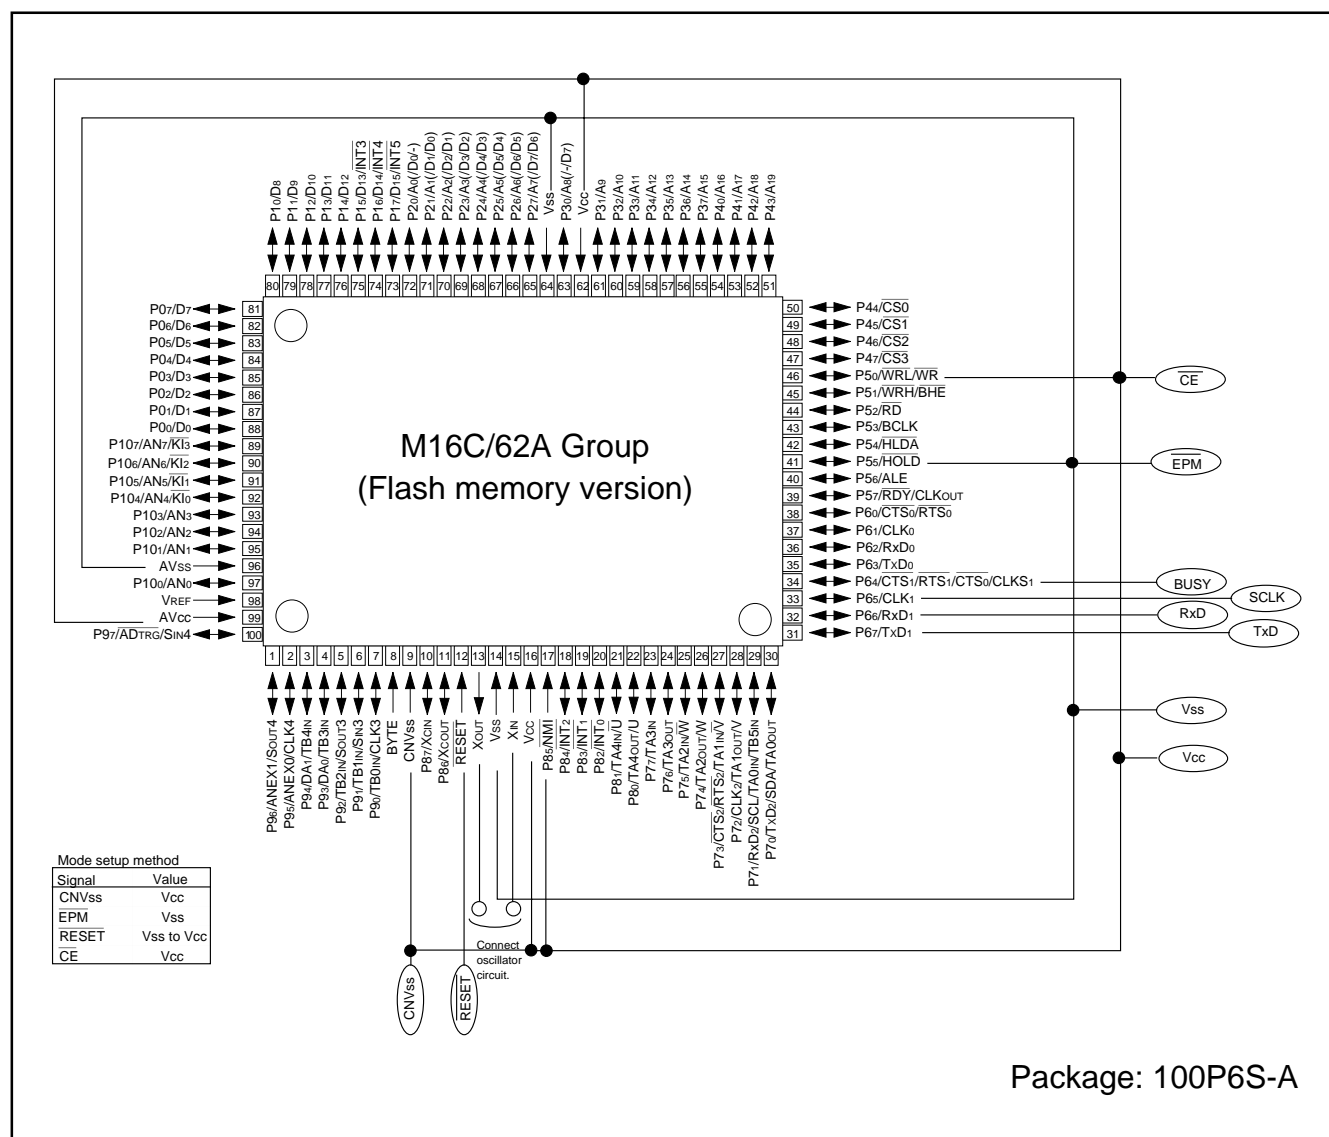 P10/D8
P11/D9
P12/D10
P13/D11
P14/D12
P15/D13/INT3
P16/D14/INT4
P17/D15/INT5
P20/A0(/D0/-)
P21/A1(/D1/D0)
P22/A2(/D2/D1)
P23/A3(/D3/D2)
P24/A4(/D4/D3)
P25/A5(/D5/D4)
P26/A6(/D6/D5)
P27/A7(/D7/D6)
Vss
P30/A8(/-/D7)
Vcc
P31/A9
P32/A10
P33/A11
P34/A12
P35/A13
P36/A14
P37/A15
P40/A16
P41/A17
P42/A18
P43/A19
80 79 78 77 76 75 74 73 72 71 70 69 68 67 66 65 64 63 62 61 60 59 58 57 56 55 54 53 52 51
P07/D7 81
P06/D6 82
P05/D5 83
P04/D4 84
P03/D3 85
P02/D2 86
P01/D1 87
P00/D0 88
P107/AN7/KI3 89
P106/AN6/KI2 90
P105/AN5/KI1 91
P104/AN4/KI0 92
P103/AN3 93
P102/AN2 94
P101/AN1 95
AVSS 96
P100/AN0 97
VREF 98
AVcc 99
P97/ADTRG/SIN4 100
M16C/62A Group
(Flash memory version)
50 P44/CS0
49 P45/CS1
48 P46/CS2
47 P47/CS3
46 P50/WRL/WR
45 P51/WRH/BHE
44 P52/RD
43 P53/BCLK
42 P54/HLDA
41 P55/HOLD
40 P56/ALE
39 P57/RDY/CLKOUT
38 P60/CTS0/RTS0
37 P61/CLK0
36 P62/RxD0
35 P63/TXD0
34 P64/CTS1/RTS1/CTS0/CLKS1
33 P65/CLK1
32 P66/RxD1
31 P67/TXD1
CE
EPM
BUSY
SCLK
RxD
TxD
Vss
Vcc
1 2 3 4 5 6 7 8 9 10 11 12 13 14 15 16 17 18 19 20 21 22 23 24 25 26 27 28 29 30
P96/ANEX1/SOUT4
P95/ANEX0/CLK4
P94/DA1/TB4IN
P93/DA0/TB3IN
P92/TB2IN/SOUT3
P91/TB1IN/SIN3
P90/TB0IN/CLK3
BYTE
CNVss
P87/XCIN
P86/XCOUT
RESET
XOUT
Vss
XIN
Vcc
P85/NMI
P84/INT2
P83/INT1
P82/INT0
P81/TA4IN/U
P80/TA4OUT/U
P77/TA3IN
P76/TA3OUT
P75/TA2IN/W
P74/TA2OUT/W
P73/CTS2/RTS2/TA1IN/V
P72/CLK2/TA1OUT/V
P71/RxD2/SCL/TA0IN/TB5IN
P70/TXD2/SDA/TA0OUT
Mode setup method
Signal Value
CNVss Vcc
EPM Vss
RESET Vss to Vcc
CE Vcc
Connect
oscillator
circuit.
CNVss
RESET
Package: 100P6S-A